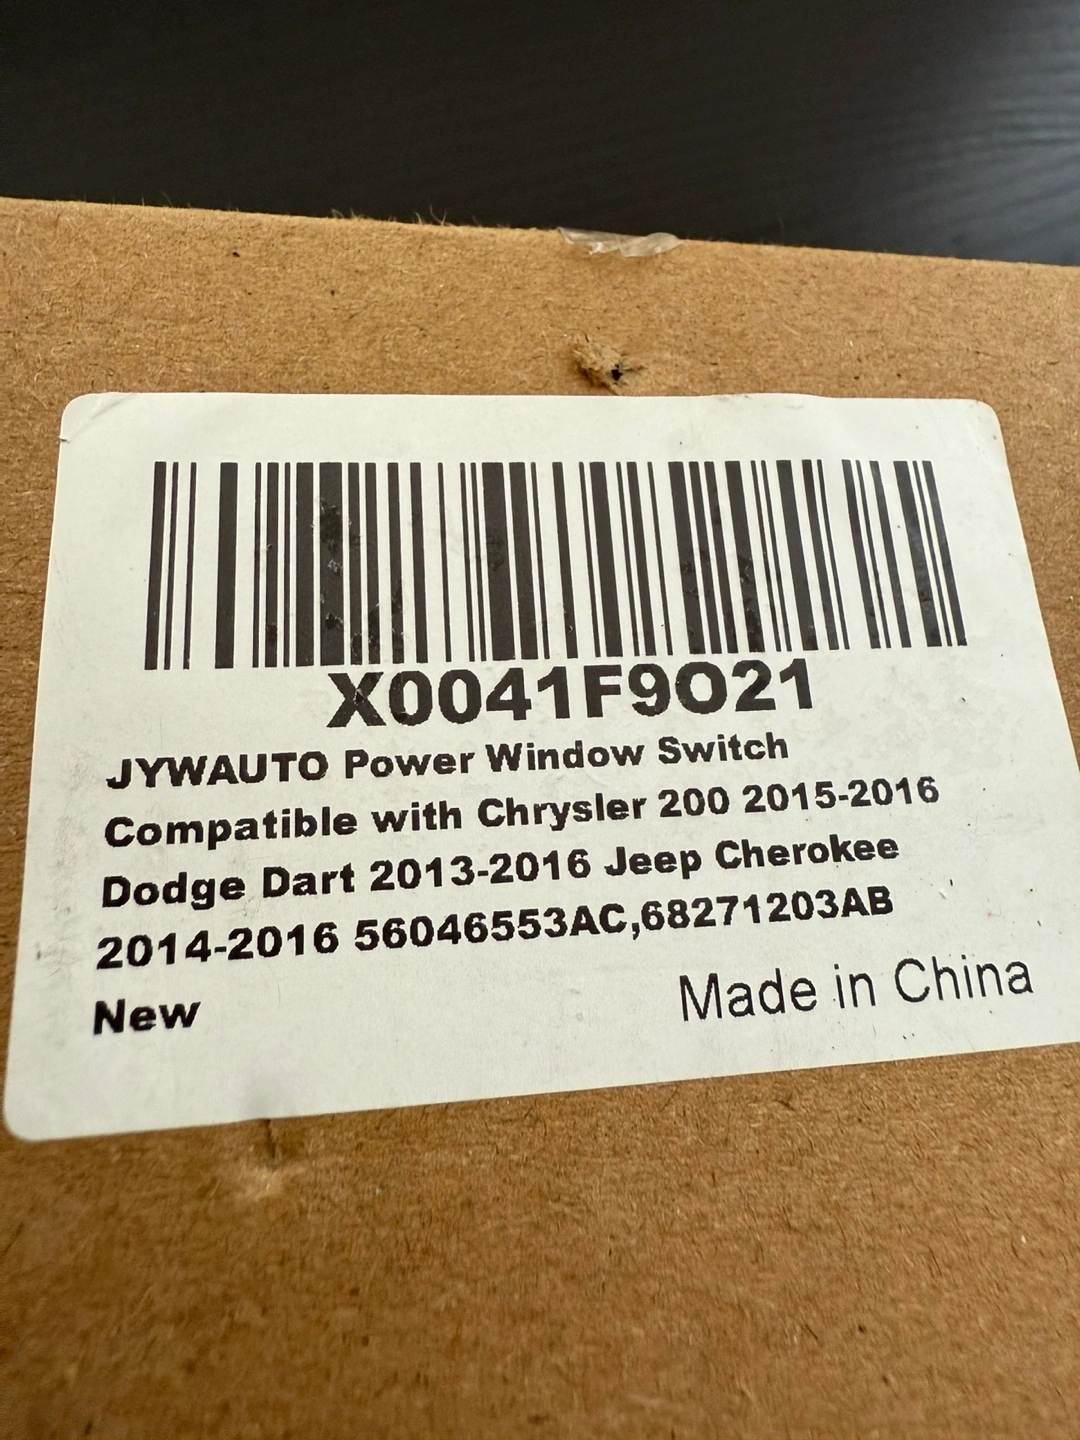 X0041F9O21
JYWAUTO Power Window Switch
Compatible with Chrysler 200 2015-2016
Dodge Dart 2013-2016 Jeep Cherokee
2014-2016 56046553AC,68271203AB
New
Made in China